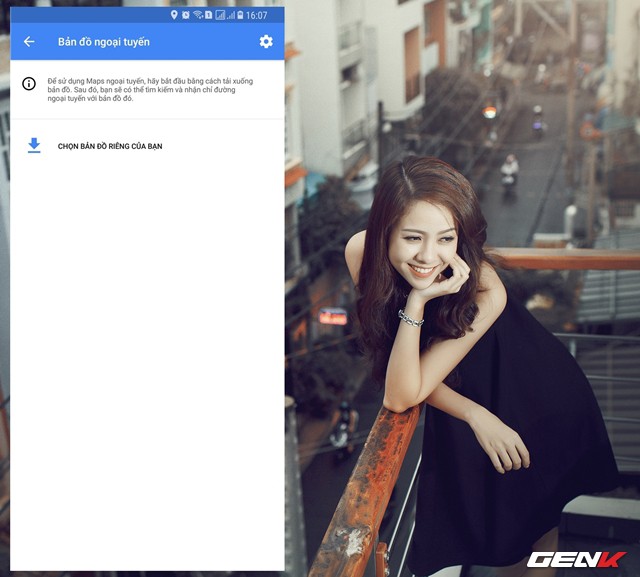 16:07
Bản đồ ngoại tuyến
Để sử dụng Maps ngoại tuyến, hãy bắt đầu bằng cách tải xuống
bản đồ. Sau đó, bạn sẽ có thể tìm kiếm và nhận chỉ đường
ngoại tuyến với bản đồ đó.
CHỌN BẢN ĐỒ RIÊNG CỦA BẠN
GENK